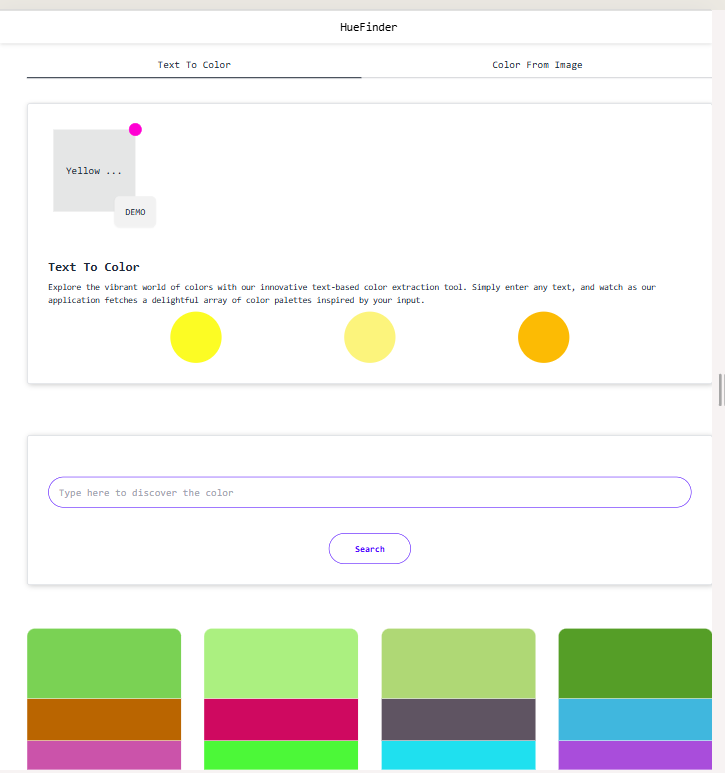 HueFinder
Text To Color
Color From Image
Yellow ...
DEMO
Text To Color
Explore the vibrant world of colors with our innovative text-based color extraction tool. Simply enter any text, and watch as our
application fetches a delightful array of color palettes inspired by your input.
Type here to discover the color
Search